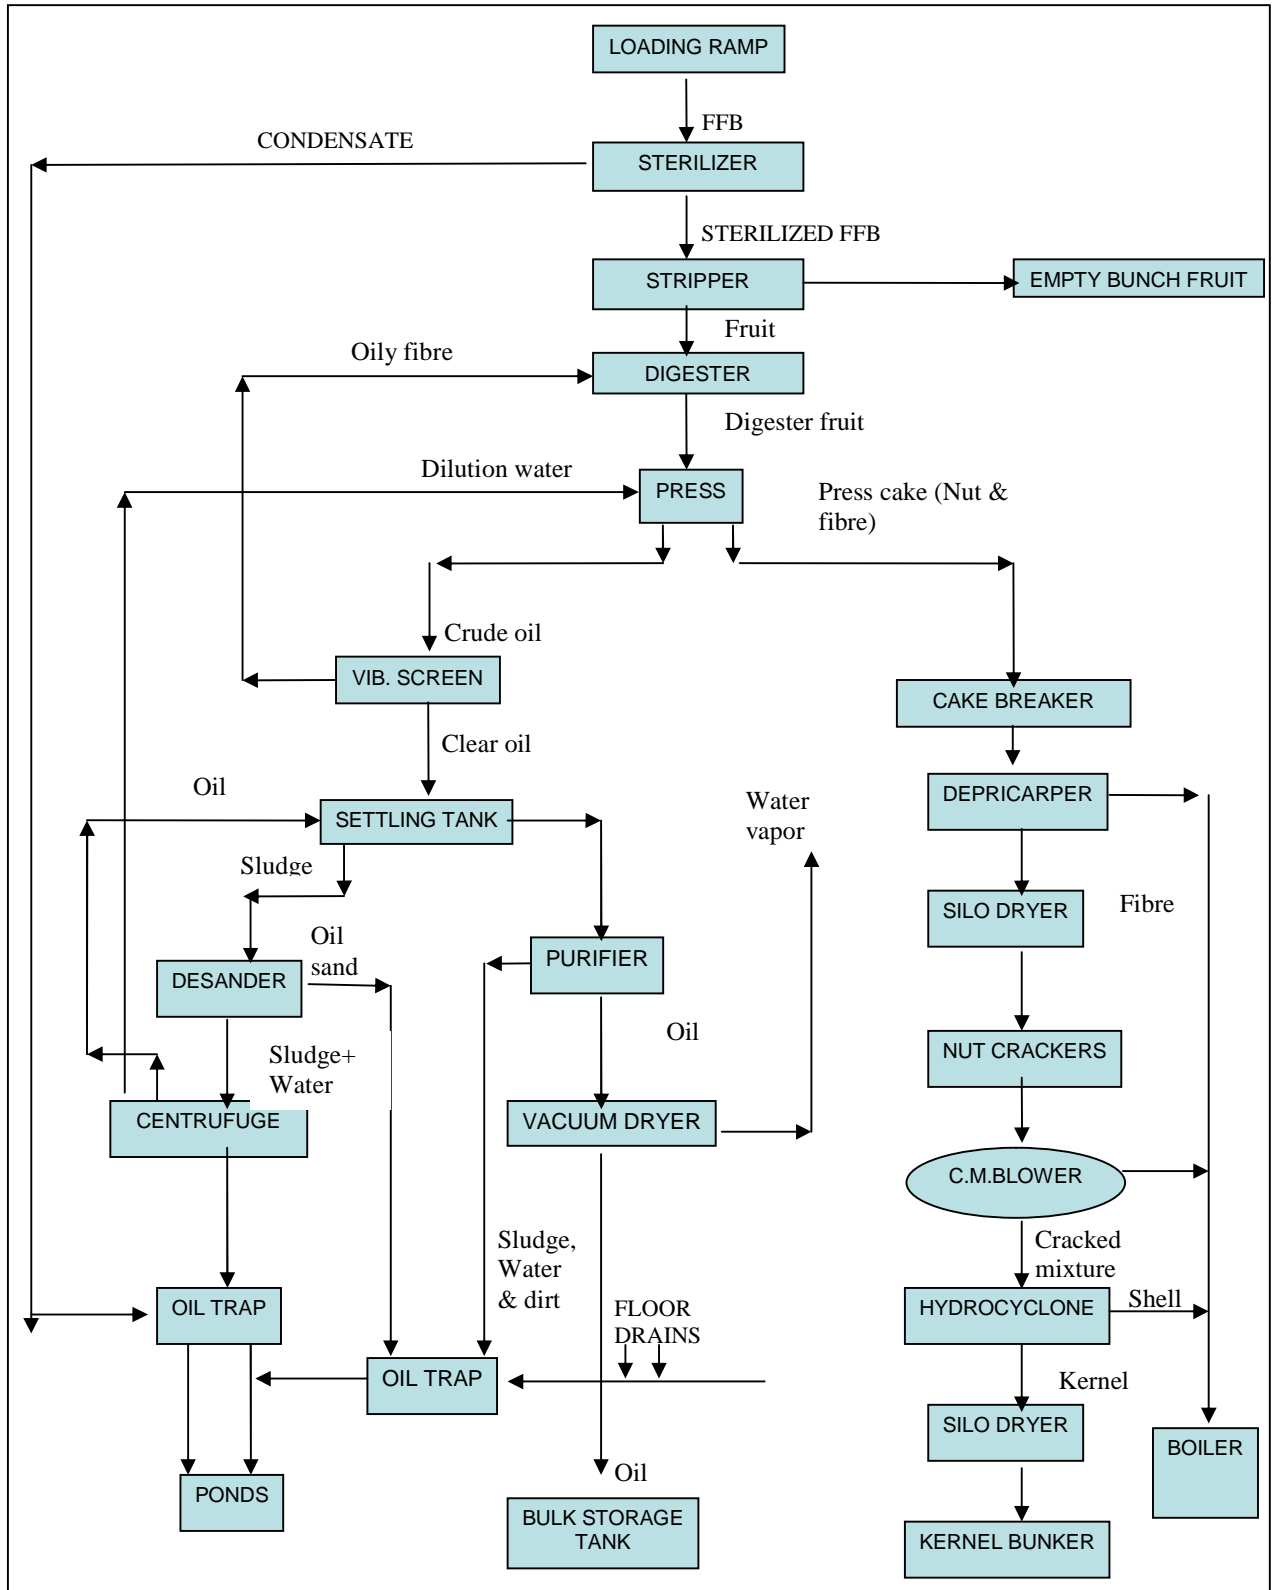 LOADING RAMP
FFB
CONDENSATE
STERILIZER
STERILIZED FFB
STRIPPER
EMPTY BUNCH FRUIT
Fruit
Oily fibre
DIGESTER
Digester fruit
Dilution water
PRESS
Press cake (Nut &
fibre)
Crude oil
VIB. SCREEN
CAKE BREAKER
Clear oil
Oil
SETTLING TANK
Water
vapor
DEPRICARPER
Sludge
SILO DRYER
Fibre
Oil
sand
DESANDER
PURIFIER
Oil
NUT CRACKERS
Sludge+
Water
CENTRUFUGE
VACUUM DRYER
C.M.BLOWER
Sludge,
Water
& dirt
Cracked
mixture
OIL TRAP
FLOOR
DRAINS
HYDROCYCLONE
Shell
OIL TRAP
Kernel
SILO DRYER
BOILER
Oil
PONDS
BULK STORAGE
TANK
KERNEL BUNKER